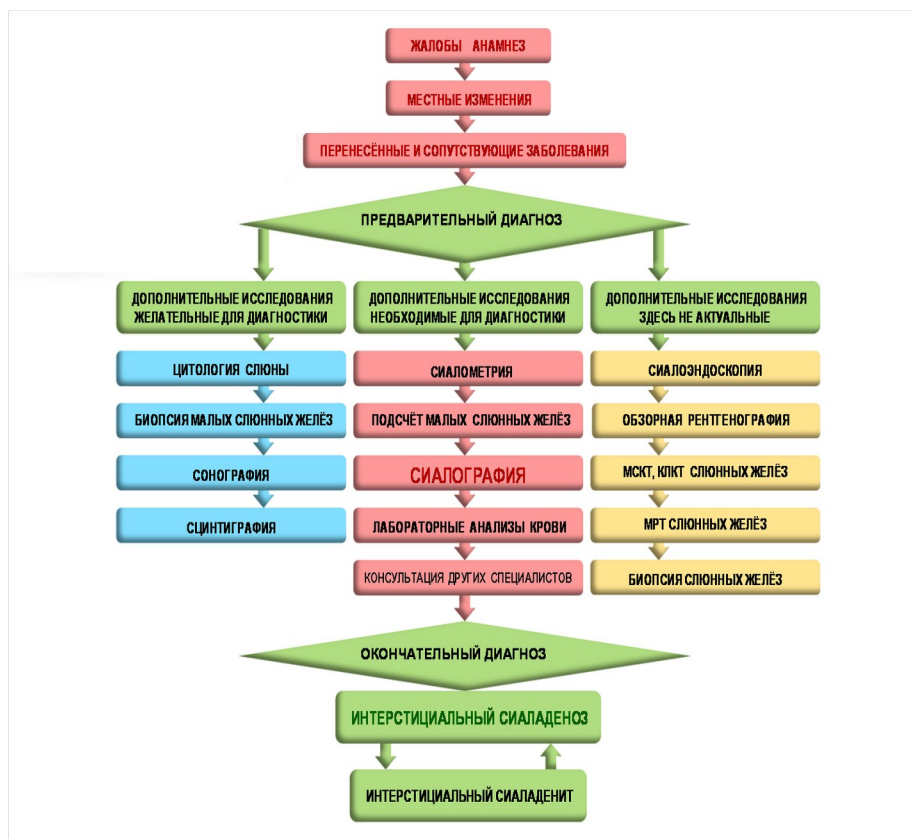 ЖАЛОБЫ АНАМНЕЗ
МЕСТНЫЕ ИЗМЕНЕНИЯ
ПЕРЕНЕСЁННЫЕ И СОПУТСТВУЮЩИЕ ЗАБОЛЕВАНИЯ
ПРЕДВАРИТЕЛЬНЫЙ ДИАГНОЗ
ДОПОЛНИТЕЛЬНЫЕ ИССЛЕДОВАНИЯ
ЖЕЛАТЕЛЬНЫЕ ДЛЯ ДИАГНОСТИКИ
ЦИТОЛОГИЯ СЛЮНЫ
БИОПСИЯ МАЛЫХ СЛЮННЫХ ЖЕЛЁЗ
СОНОГРАФИЯ
СЦИНТИГРАФИЯ
ДОПОЛНИТЕЛЬНЫЕ ИССЛЕДОВАНИЯ
НЕОБХОДИМЫЕ ДЛЯ ДИАГНОСТИКИ
СИАЛОМЕТРИЯ
ПОДСЧЁТ МАЛЫХ СЛЮННЫХ ЖЕЛЁЗ
СИАЛОГРАФИЯ
ЛАБОРАТОРНЫЕ АНАЛИЗЫ КРОВИ
КОНСУЛЬТАЦИЯ ДРУГИХ СПЕЦИАЛИСТОВ
ДОПОЛНИТЕЛЬНЫЕ ИССЛЕДОВАНИЯ
ЗДЕСЬ НЕ АКТУАЛЬНЫЕ
СИАЛОЭНДОСКОПИЯ
ОБЗОРНАЯ РЕНТГЕНОГРАФИЯ
МСКТ, КЛКТ СЛЮННЫХ ЖЕЛЁЗ
МРТ СЛЮННЫХ ЖЕЛЁЗ
БИОПСИЯ СЛЮННЫХ ЖЕЛЁЗ
ОКОНЧАТЕЛЬНЫЙ ДИАГНОЗ
ИНТЕРСТИЦИАЛЬНЫЙ СИАЛАДЕНОЗ
ИНТЕРСТИЦИАЛЬНЫЙ СИАЛАДЕНИТ